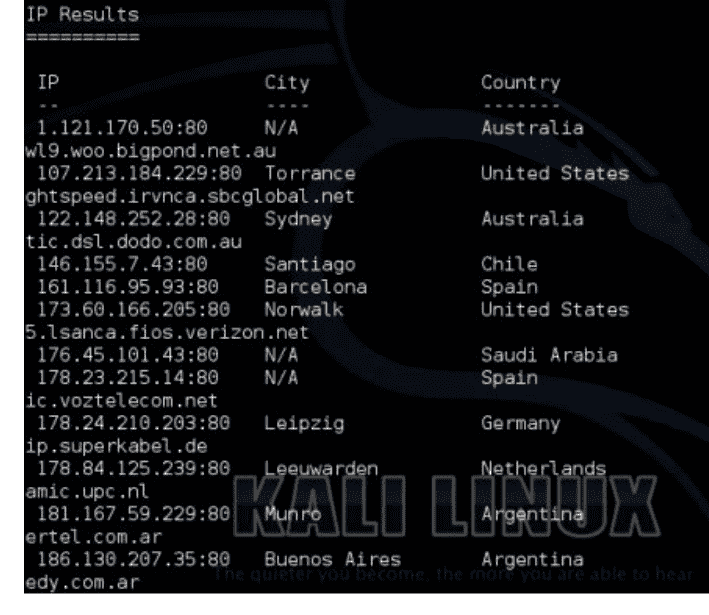 IP Results
==========
IP City Country
-- ---- -------
1.121.170.50:80 N/A Australia
wl9.woo.bigpond.net.au
107.213.184.229:80 Torrance United States
ghtspeed.irvnca.sbcglobal.net
122.148.252.28:80 Sydney Australia
tic.dsl.dodo.com.au
146.155.7.43:80 Santiago Chile
161.116.95.93:80 Barcelona Spain
173.60.166.205:80 Norwalk United States
5.lsanca.fios.verizon.net
176.45.101.43:80 N/A Saudi Arabia
178.23.215.14:80 N/A Spain
ic.voztelecom.net
178.24.210.203:80 Leipzig Germany
ip.superkabel.de
178.84.125.239:80 Leeuwarden Netherlands
amic.upc.nl
181.167.59.229:80 Munro Argentina
KALI LINUX
ertel.com.ar
186.130.207.35:80 Buenos Aires Argentina
The quieter you become, the more you are able to hear
edy.com.ar